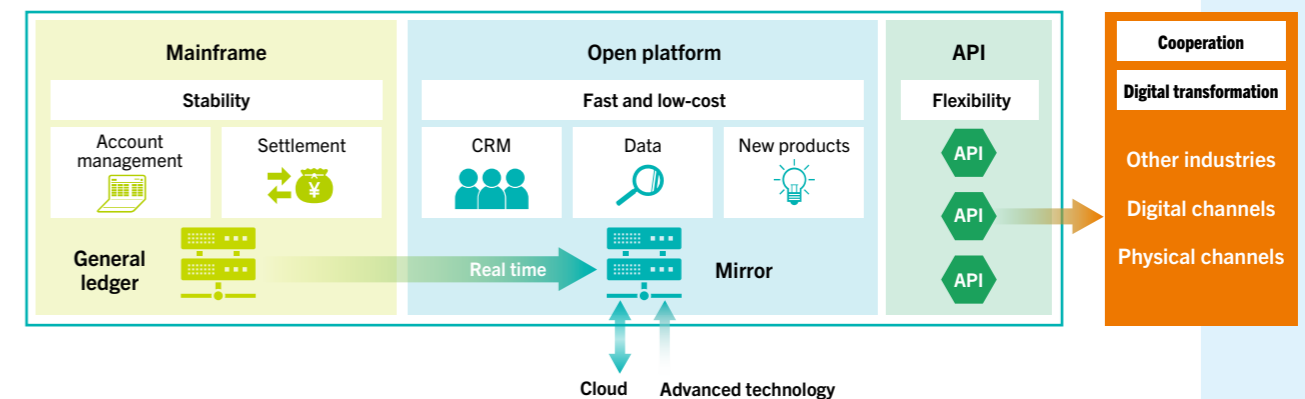 Mainframe
Stability
Account
management
Settlement
¥
General
ledger
Real time
Open platform
Fast and low-cost
CRM
Data
New products
Mirror
Cloud
Advanced technology
API
Flexibility
API
API
API
Cooperation
Digital transformation
Other industries
Digital channels
Physical channels